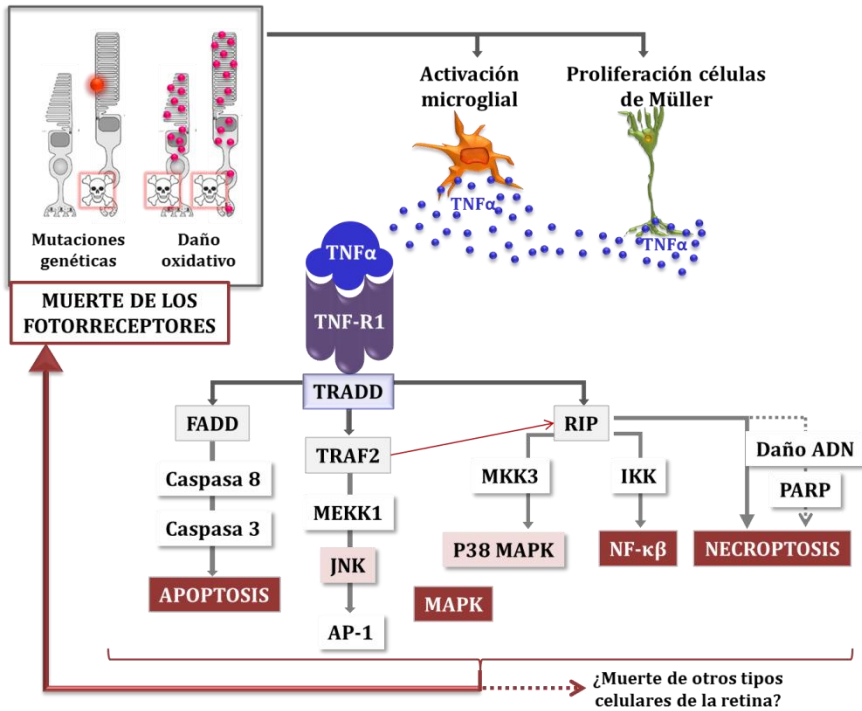 Activación
microglial
Proliferación células
de Müller
TNFα
TNFα
Mutaciones
genéticas
Daño
oxidativo
MUERTE DE LOS
FOTORRECEPTORES
TNFα
TNF-R1
TRADD
FADD
TRAF2
RIP
Caspasa 8
Caspasa 3
APOPTOSIS
MEKK1
JNK
AP-1
MKK3
P38 MAPK
MAPK
IKK
NF-κβ
Daño ADN
PARP
NECROPTOSIS
¿Muerte de otros tipos
celulares de la retina?